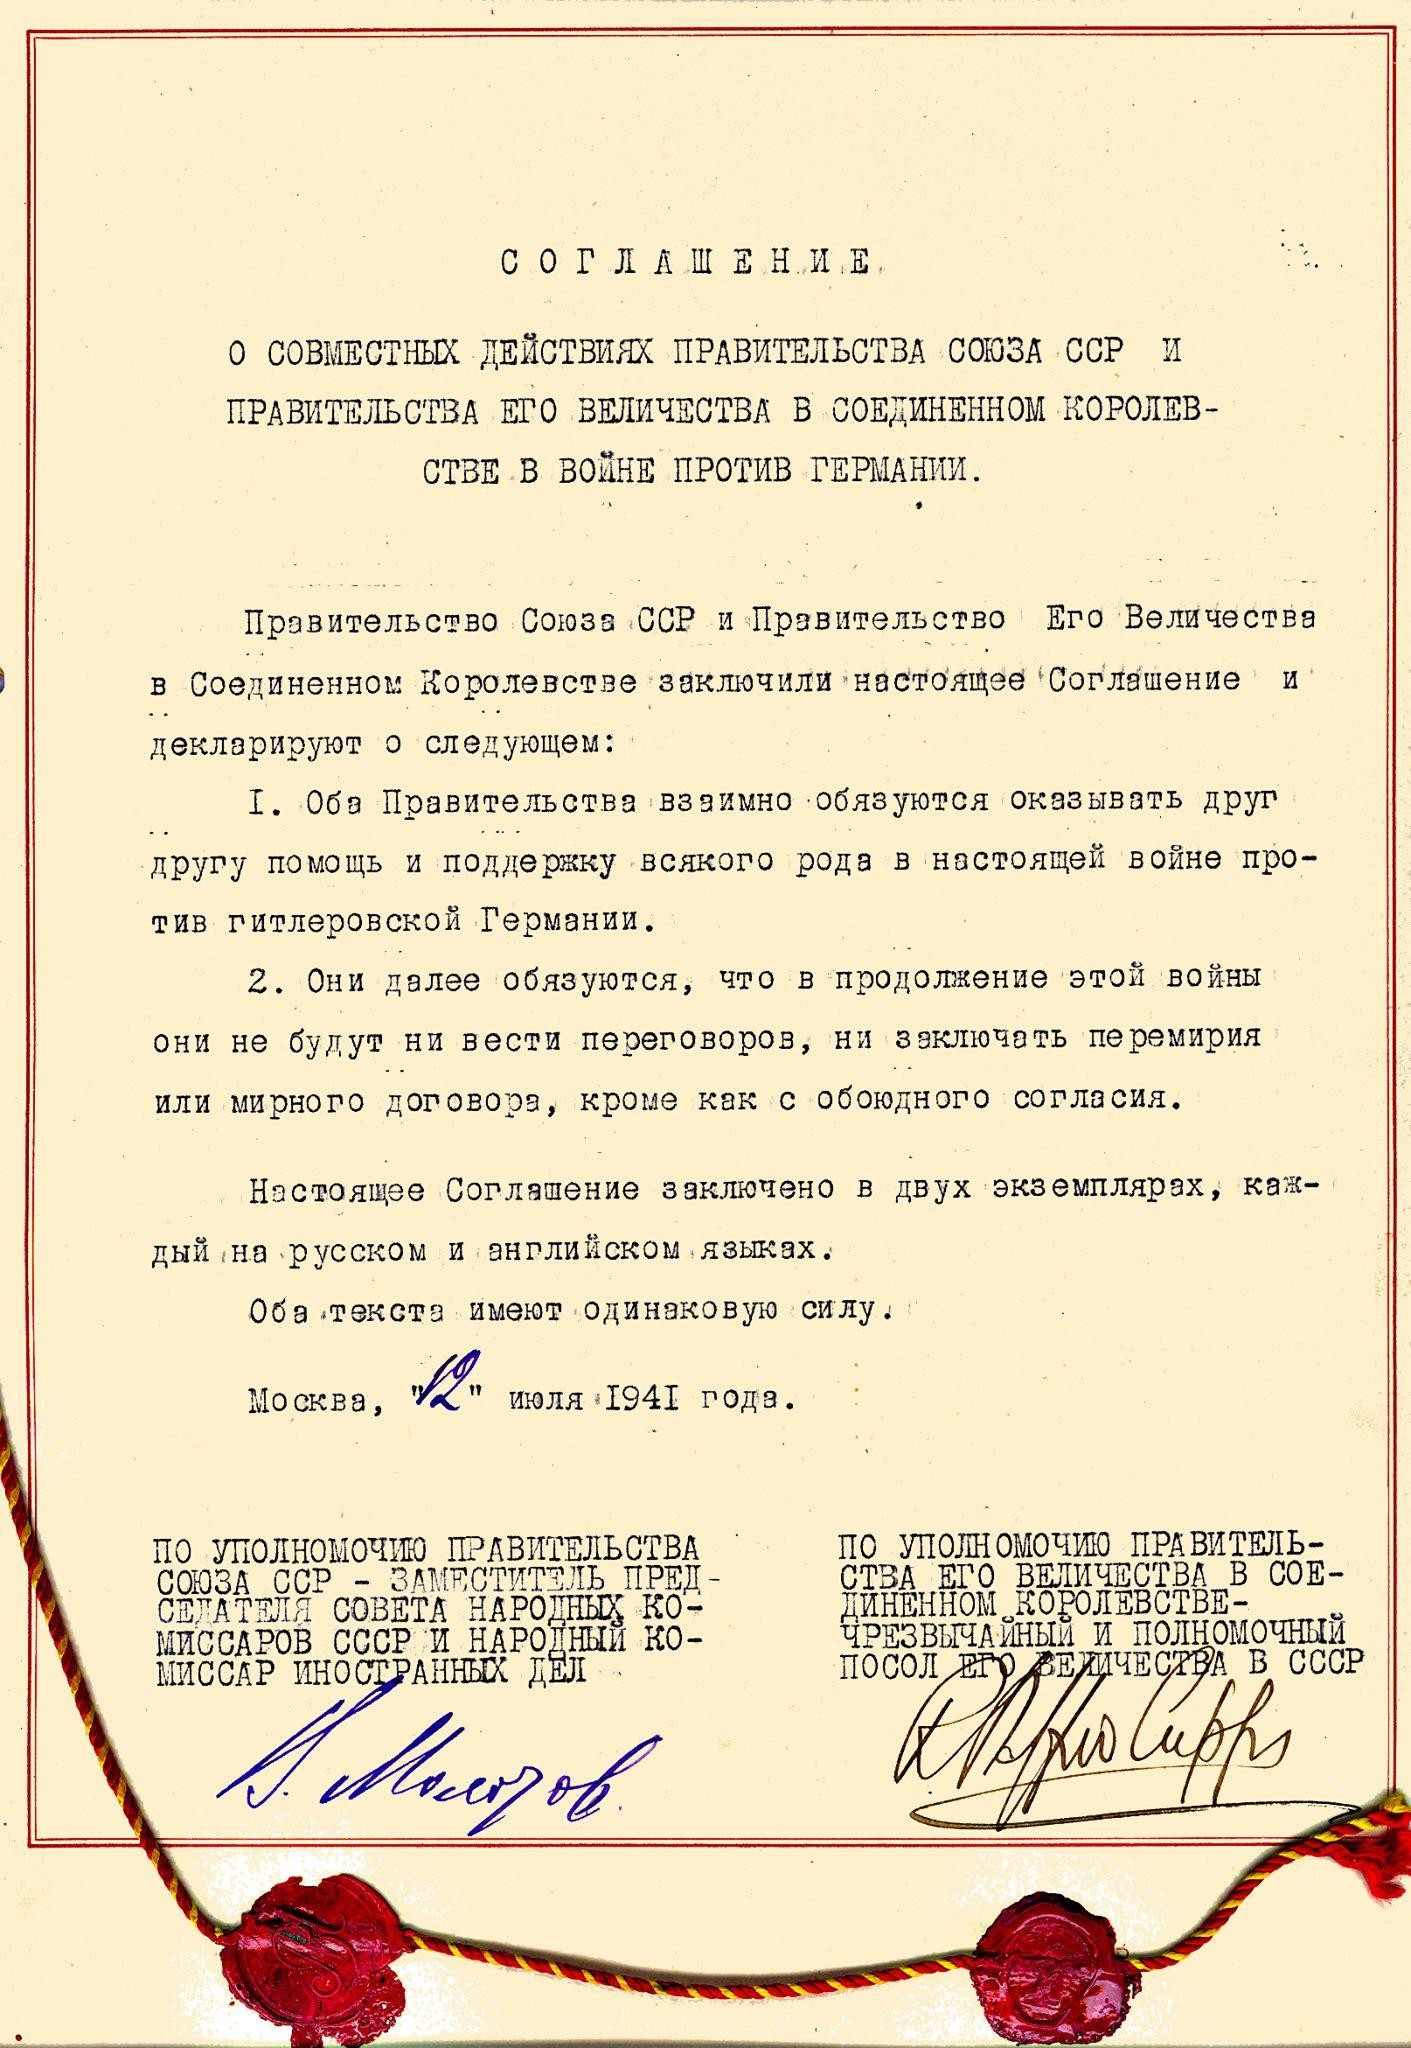 СОГЛАШЕНИЕ
О СОВМЕСТНЫХ ДЕЙСТВИЯХ ПРАВИТЕЛЬСТВА СОЮЗА ССР И
ПРАВИТЕЛЬСТВА ЕГО ВЕЛИЧЕСТВА В СОЕДИНЕННОМ КОРОЛЕВ-
СТВЕ В ВОЙНЕ ПРОТИВ ГЕРМАНИИ.
Правительство Союза ССР и Правительство Его Величества
в Соединенном Королевстве заключили настоящее Соглашение и
декларируют о следующем:
I. Оба Правительства взаимно обязуются оказывать друг
другу помощь и поддержку всякого рода в настоящей войне про-
тив гитлеровской Германии.
2. Они далее обязуются, что в продолжение этой войны
они не будут ни вести переговоров, ни заключать перемирия
или мирного договора, кроме как с обоюдного согласия.
Настоящее Соглашение заключено в двух экземплярах, каж-
дый на русском и английском языках.
Оба текста имеют одинаковую силу.
Москва, "12" июля 1941 года.
ПО УПОЛНОМОЧИЮ ПРАВИТЕЛЬСТВА
СОЮЗА ССР - ЗАМЕСТИТЕЛЬ ПРЕД-
СЕДАТЕЛЯ СОВЕТА НАРОДНЫХ КО-
МИССАРОВ СССР И НАРОДНЫЙ КО-
МИССАР ИНОСТРАННЫХ ДЕЛ
В. Молотов
ПО УПОЛНОМОЧИЮ ПРАВИТЕЛЬ-
СТВА ЕГО ВЕЛИЧЕСТВА В СОЕ-
ДИНЕННОМ КОРОЛЕВСТВЕ-
ЧРЕЗВЫЧАЙНЫЙ И ПОЛНОМОЧНЫЙ
ПОСОЛ ЕГО ВЕЛИЧЕСТВА В СССР